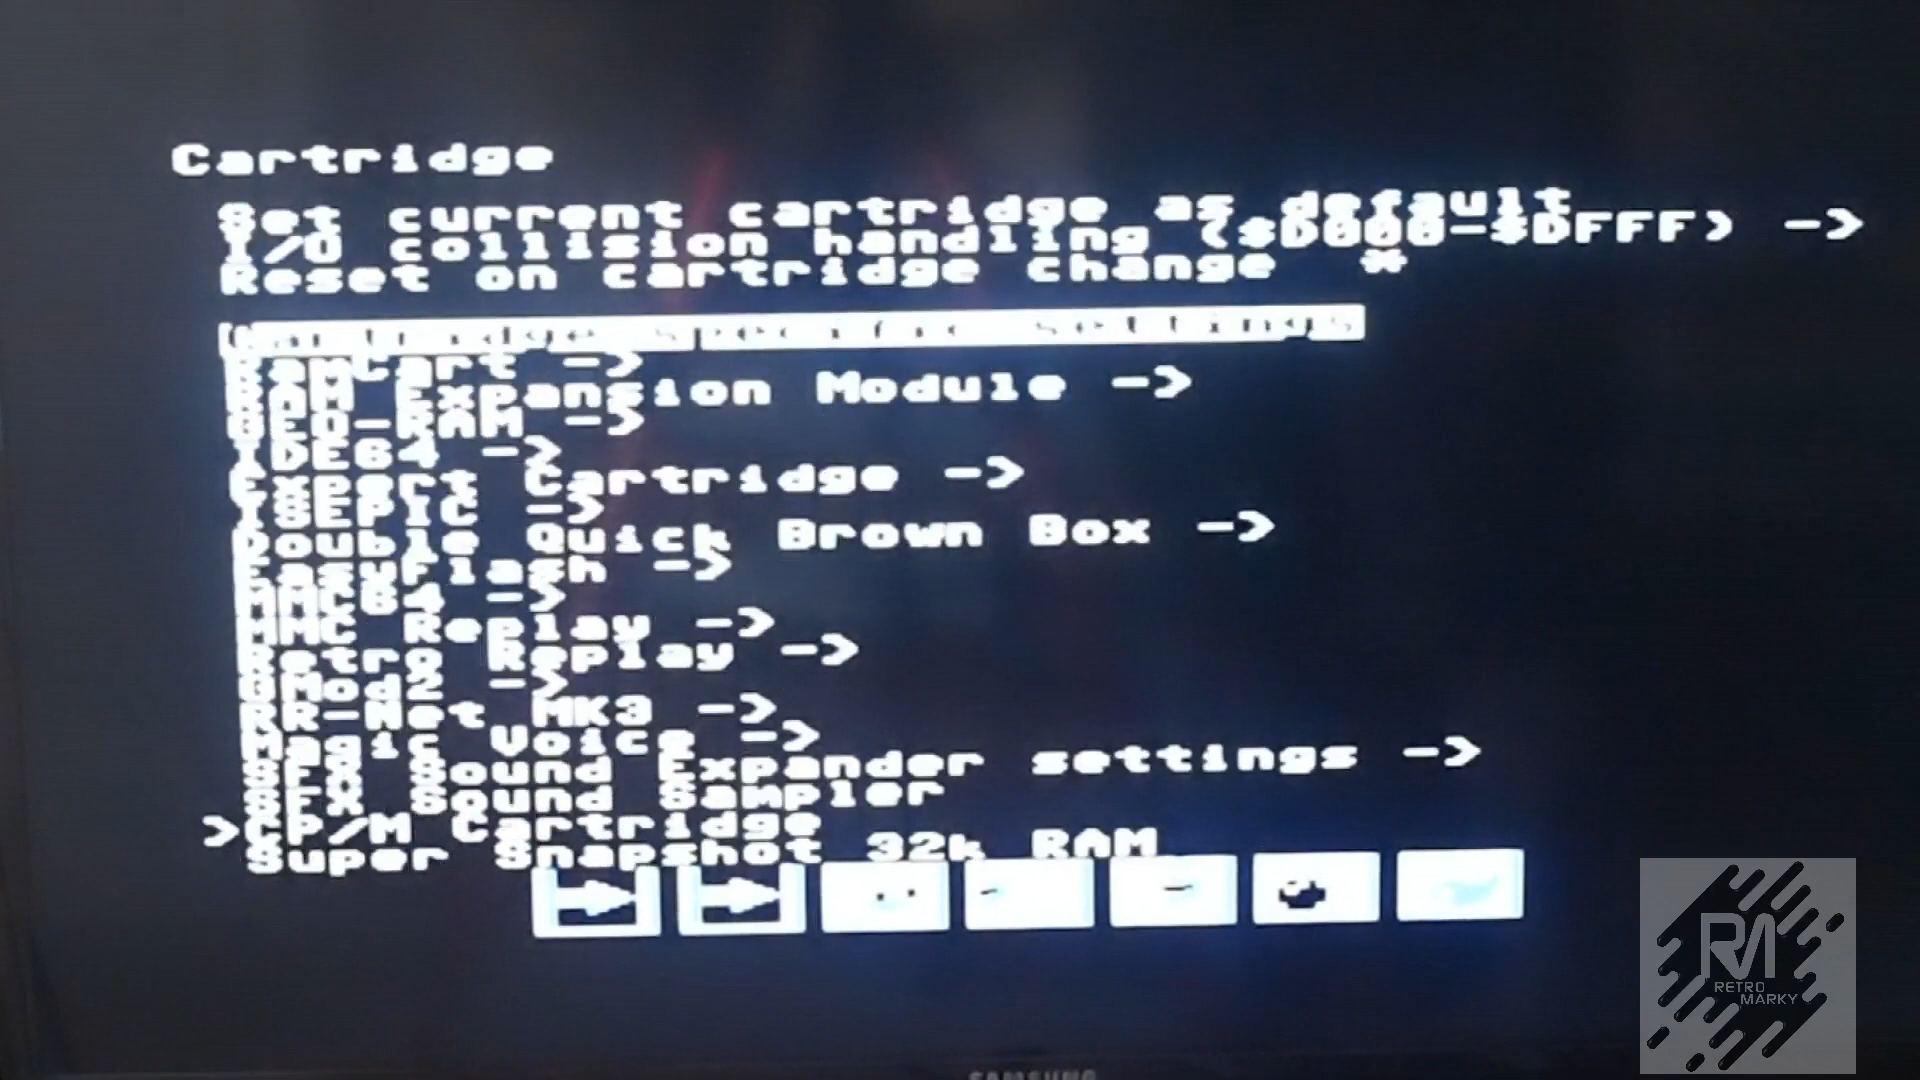 Cartridge
Set current cartridge as default
I/O collision handling ($D000-$DFFF) ->
Reset on cartridge change *
Cartridge specific settings
RamCart ->
RAM Expansion Module ->
GEO-RAM ->
IDE64 ->
Expert Cartridge ->
ISEPIC ->
Double Quick Brown Box ->
EasyFlash ->
MMC64 ->
MMC Replay ->
Retro Replay ->
GMod2 ->
RR-Net MK3 ->
Magic Voice ->
SFX Sound Expander settings ->
SFX Sound Sampler
>CP/M Cartridge
Super Snapshot 32k RAM
RM
RETRO
MARKY
SAMSUNG